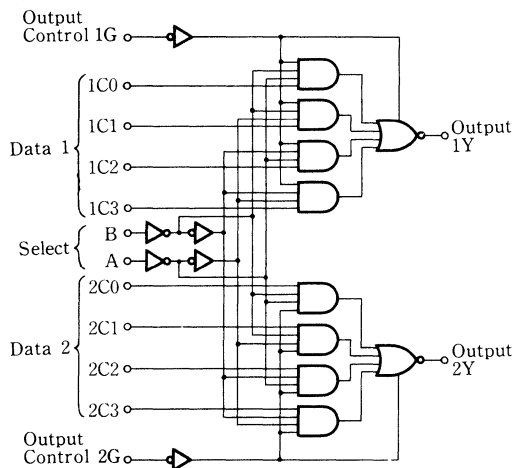 Output
Control 1G
1C0
1C1
Data 1
1C2
1C3
Output
1Y
B
Select
A
2C0
2C1
Data 2
2C2
2C3
Output
2Y
Output
Control 2G